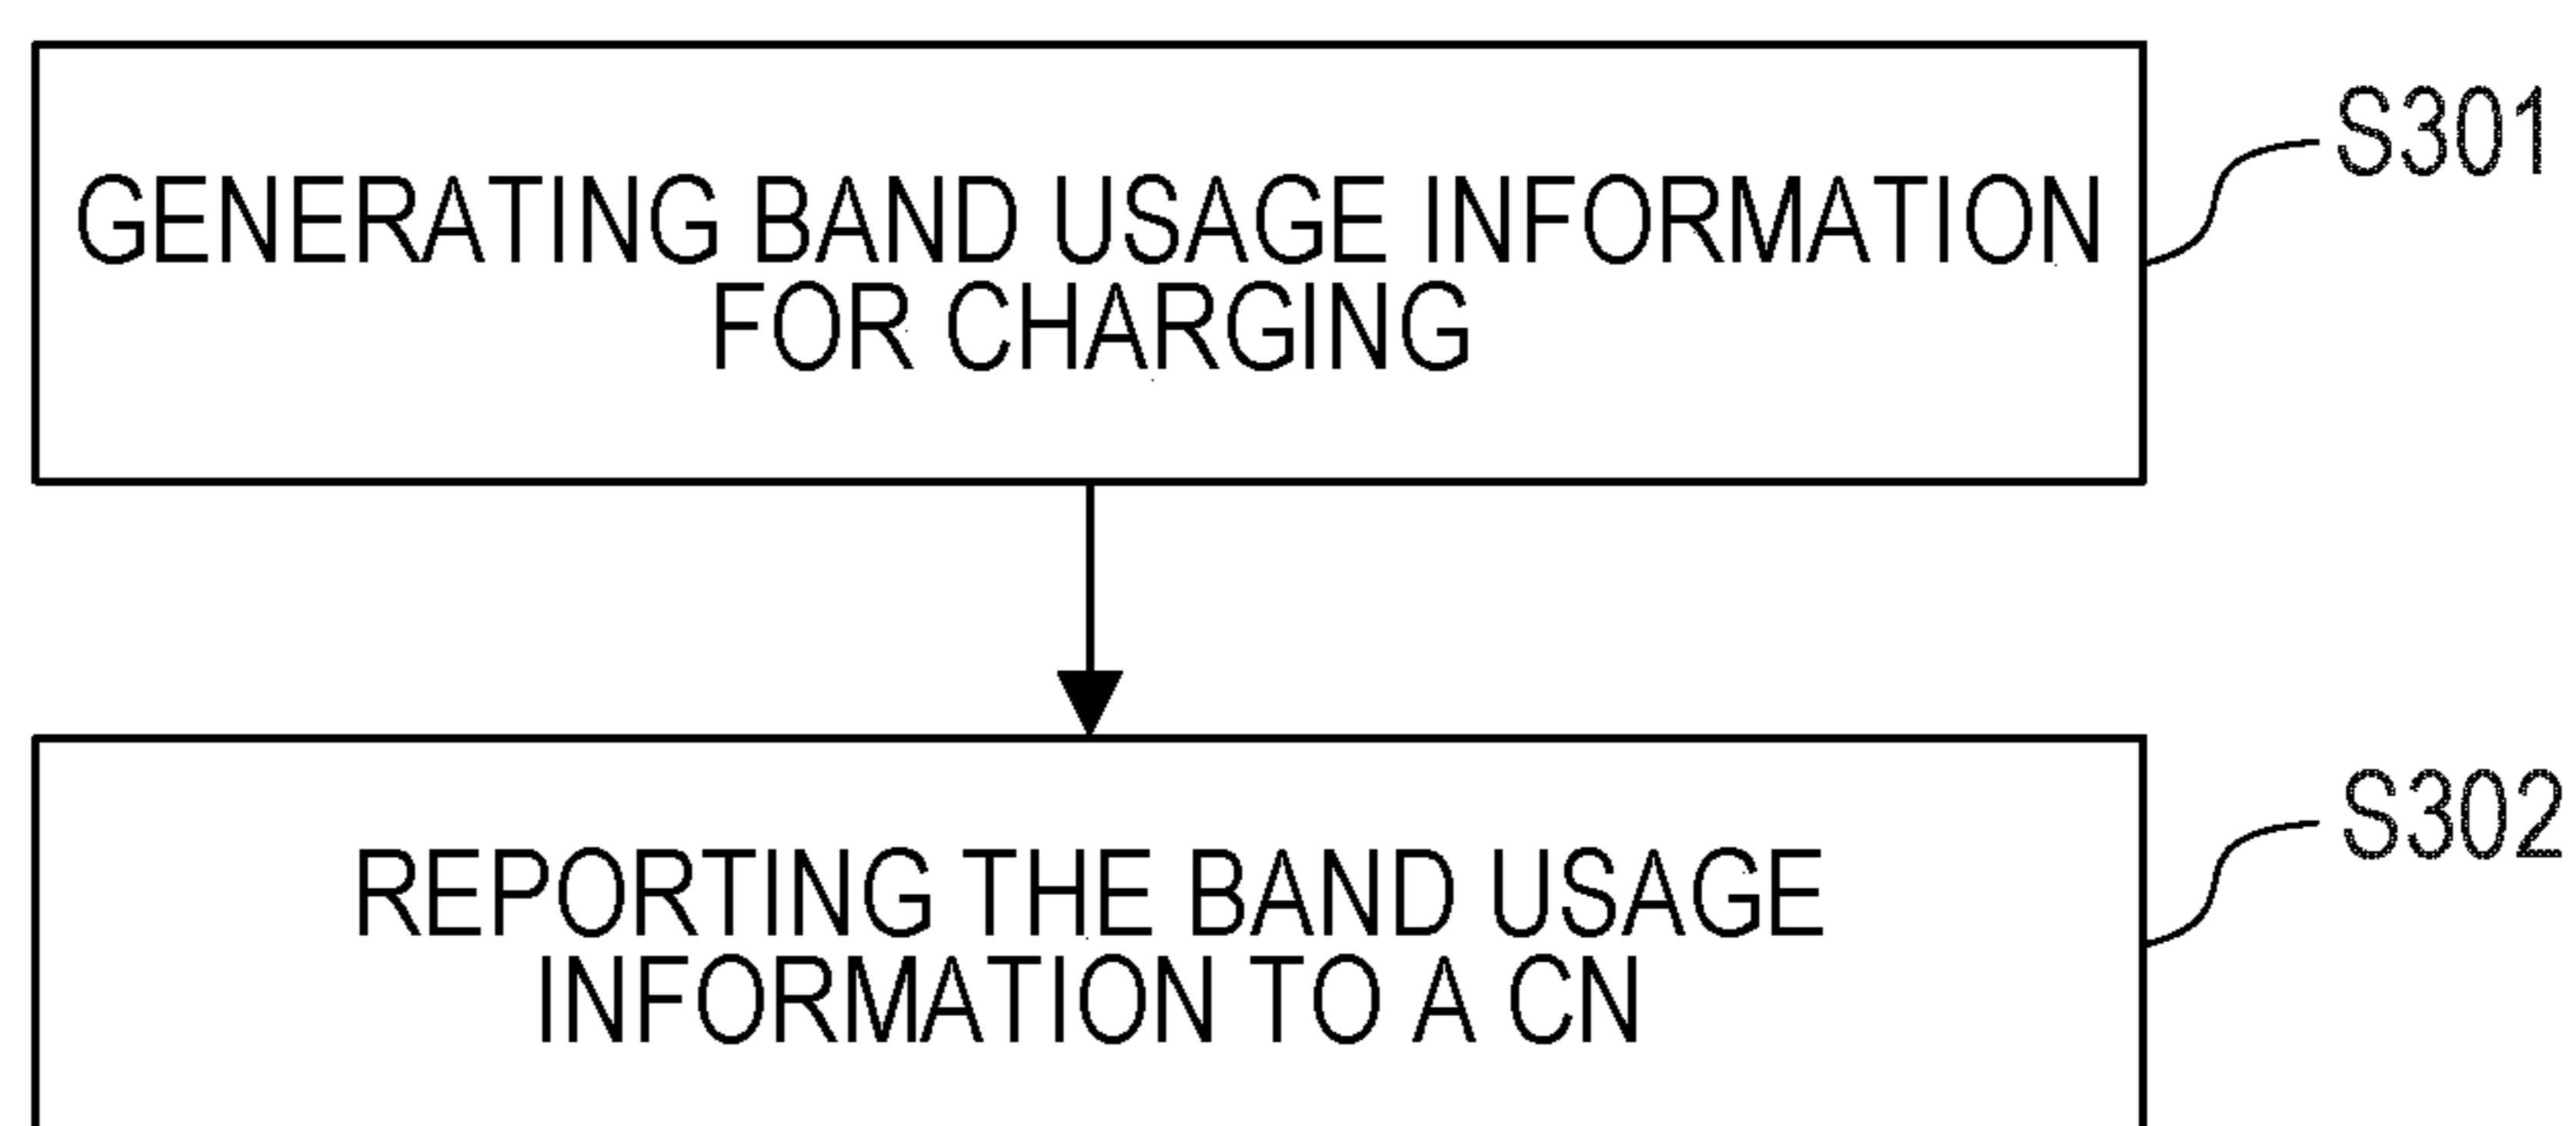 GENERATING BAND USAGE INFORMATION
FOR CHARGING
S301
REPORTING THE BAND USAGE
INFORMATION TO A CN
S302